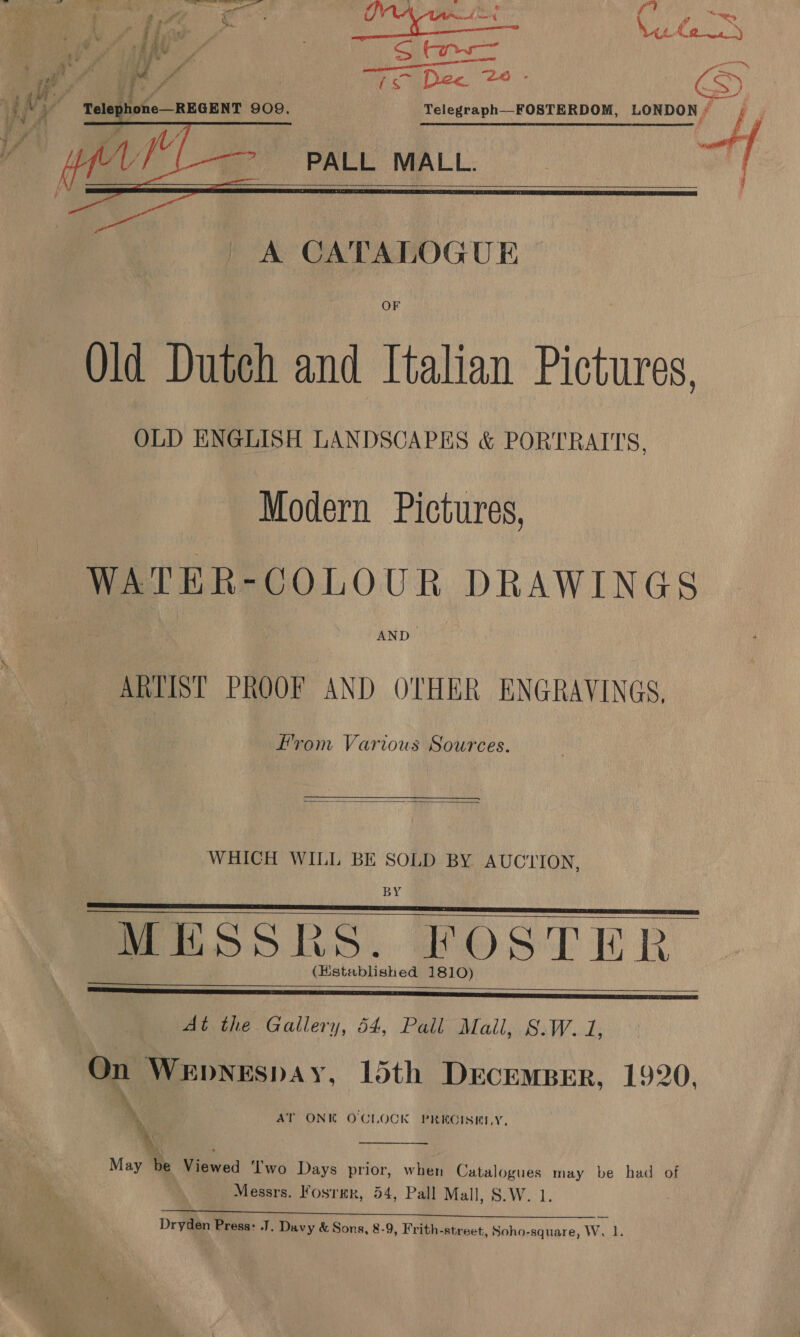 15 Dec 20 -
Telephone—REGENT 909. Telegraph—FOSTERDOM, LONDON
PALL MALL.
A CATALOGUE
OF
Old Dutch and Italian Pictures,
OLD ENGLISH LANDSCAPES & PORTRAITS,
Modern Pictures,
WATER-COLOUR DRAWINGS
AND
ARTIST PROOF AND OTHER ENGRAVINGS,
From Various Sources.
WHICH WILL BE SOLD BY AUCTION,
BY
MESSRS. FOSTER
(Established 1810)
At the Gallery, 54, Pall Mall, S.W. 1,
On WEDNESDAY, 15th DECEMBER, 1920,
AT ONE O'CLOCK PRECISELY.
May be Viewed Two Days prior, when Catalogues may be had of
Messrs. FOSTER, 54, Pall Mall, S.W. 1.
Dryden Press: J. Davy & Sons, 8-9, Frith-street, Soho-square, W. 1.